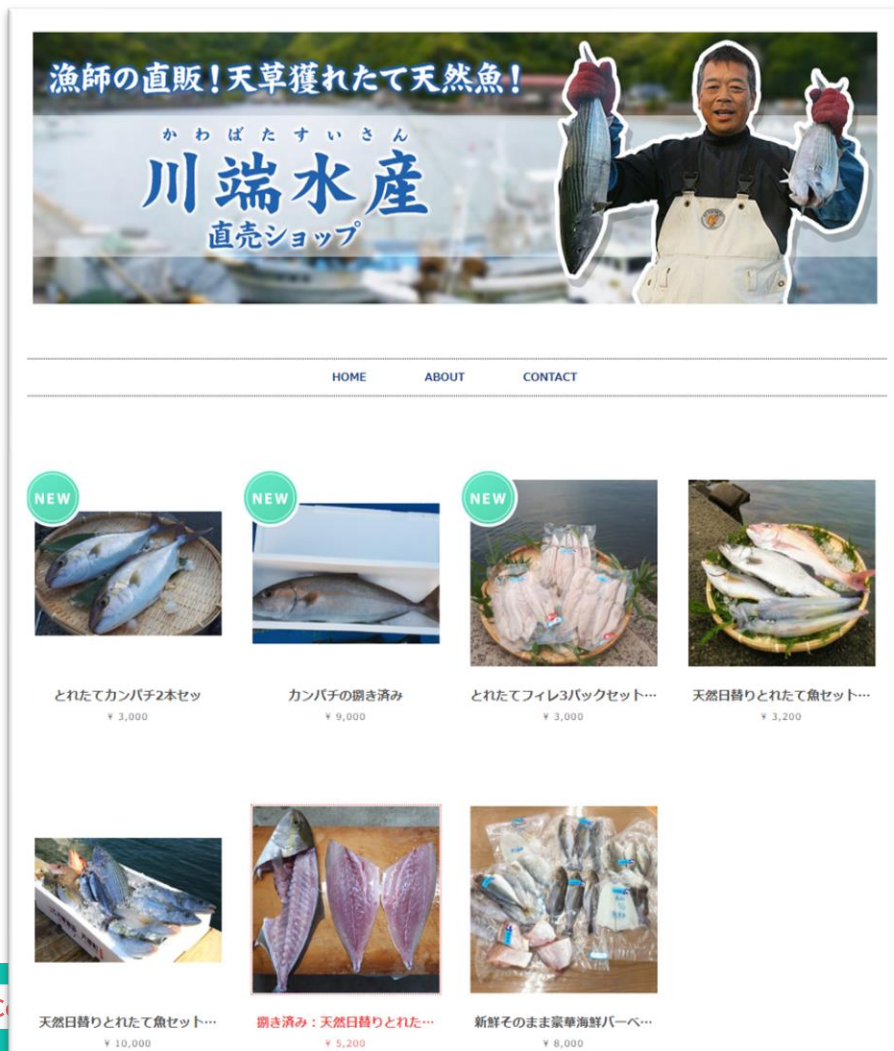 漁師の直販！天草獲れたて天然魚！
かわばたすいさん
川端水産
直売ショップ
HOME ABOUT CONTACT
NEW NEW NEW
とれたてカンパチ2本セッ カンパチの捌き済み とれたてフィレ3パックセット… 天然日替りとれたて魚セット…
¥ 3,000 ¥ 9,000 ¥ 3,000 ¥ 3,200
天然日替りとれたて魚セット… 捌き済み：天然日替りとれた… 新鮮そのまま豪華海鮮バーベ…
¥ 10,000 ¥ 5,200 ¥ 8,000